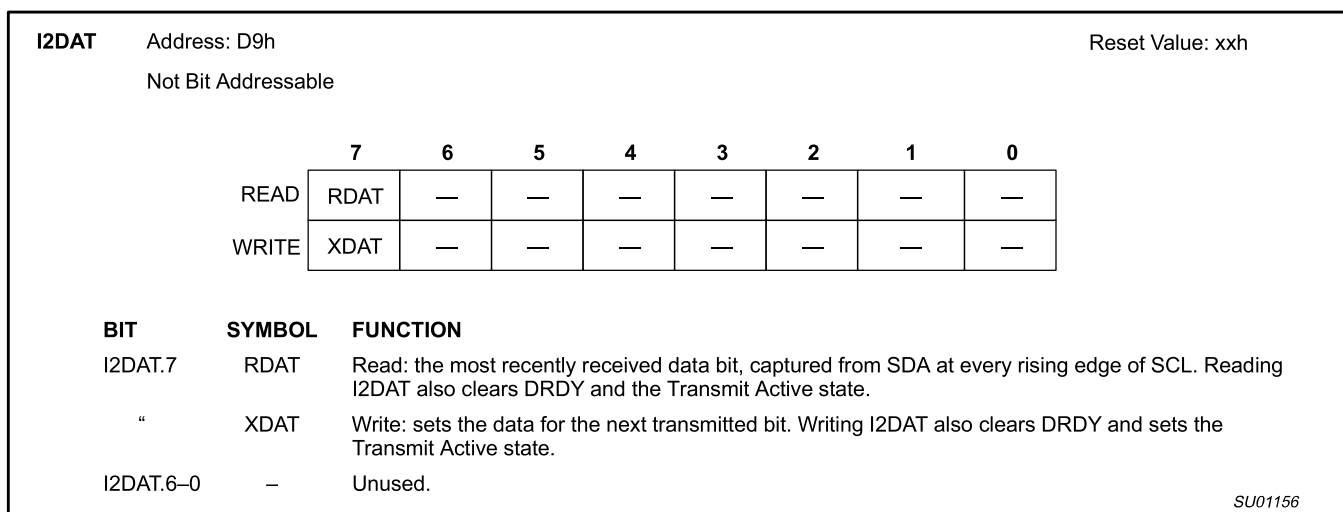 I2DAT Address: D9h Reset Value: xxh
Not Bit Addressable
7 6 5 4 3 2 1 0
READ RDAT — — — — — — —
WRITE XDAT — — — — — — —
BIT SYMBOL FUNCTION
I2DAT.7 RDAT Read: the most recently received data bit, captured from SDA at every rising edge of SCL. Reading
I2DAT also clears DRDY and the Transmit Active state.
“ XDAT Write: sets the data for the next transmitted bit. Writing I2DAT also clears DRDY and sets the
Transmit Active state.
I2DAT.6–0 – Unused.
SU01156